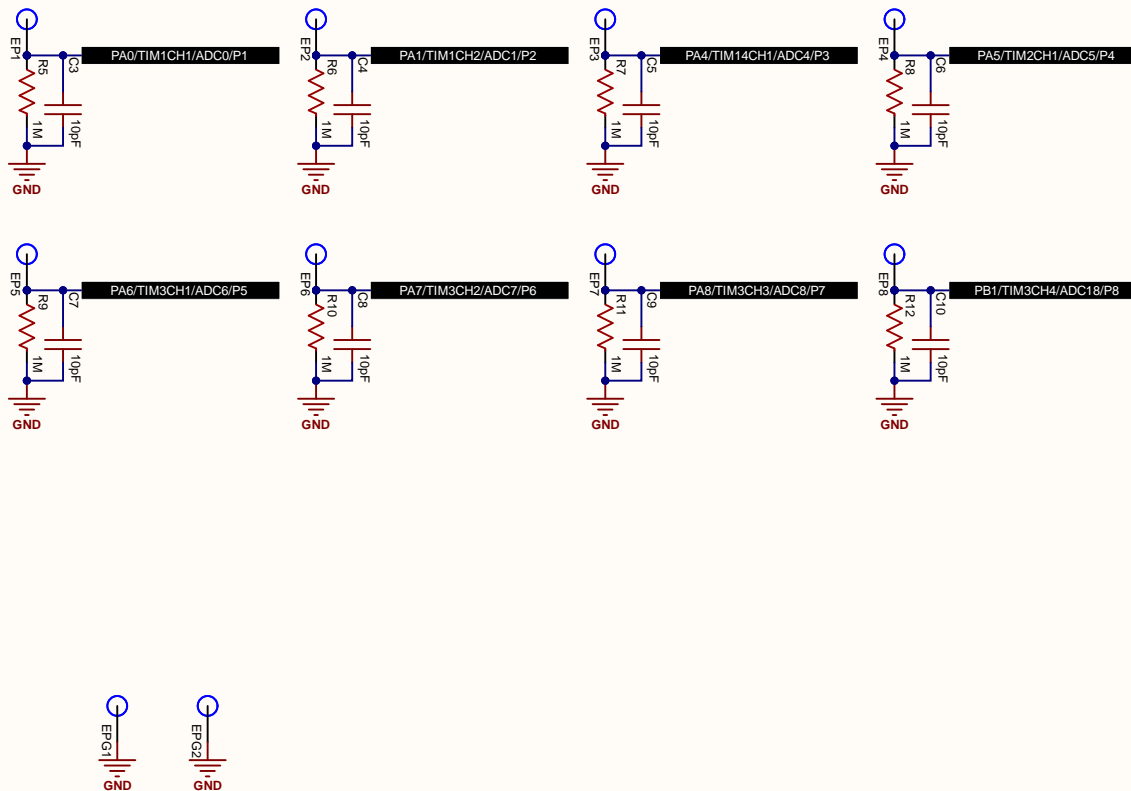 EP1
R5
C3
PA0/TIM1CH1/ADC0/P1
1M
10pF
GND
EP2
R6
C4
PA1/TIM1CH2/ADC1/P2
1M
10pF
GND
EP3
R7
C5
PA4/TIM14CH1/ADC4/P3
1M
10pF
GND
EP4
R8
C6
PA5/TIM2CH1/ADC5/P4
1M
10pF
GND
EP5
R9
C7
PA6/TIM3CH1/ADC6/P5
1M
10pF
GND
EP6
R10
C8
PA7/TIM3CH2/ADC7/P6
1M
10pF
GND
EP7
R11
C9
PA8/TIM3CH3/ADC8/P7
1M
10pF
GND
EP8
R12
C10
PB1/TIM3CH4/ADC18/P8
1M
10pF
GND
EPG1
GND
EPG2
GND